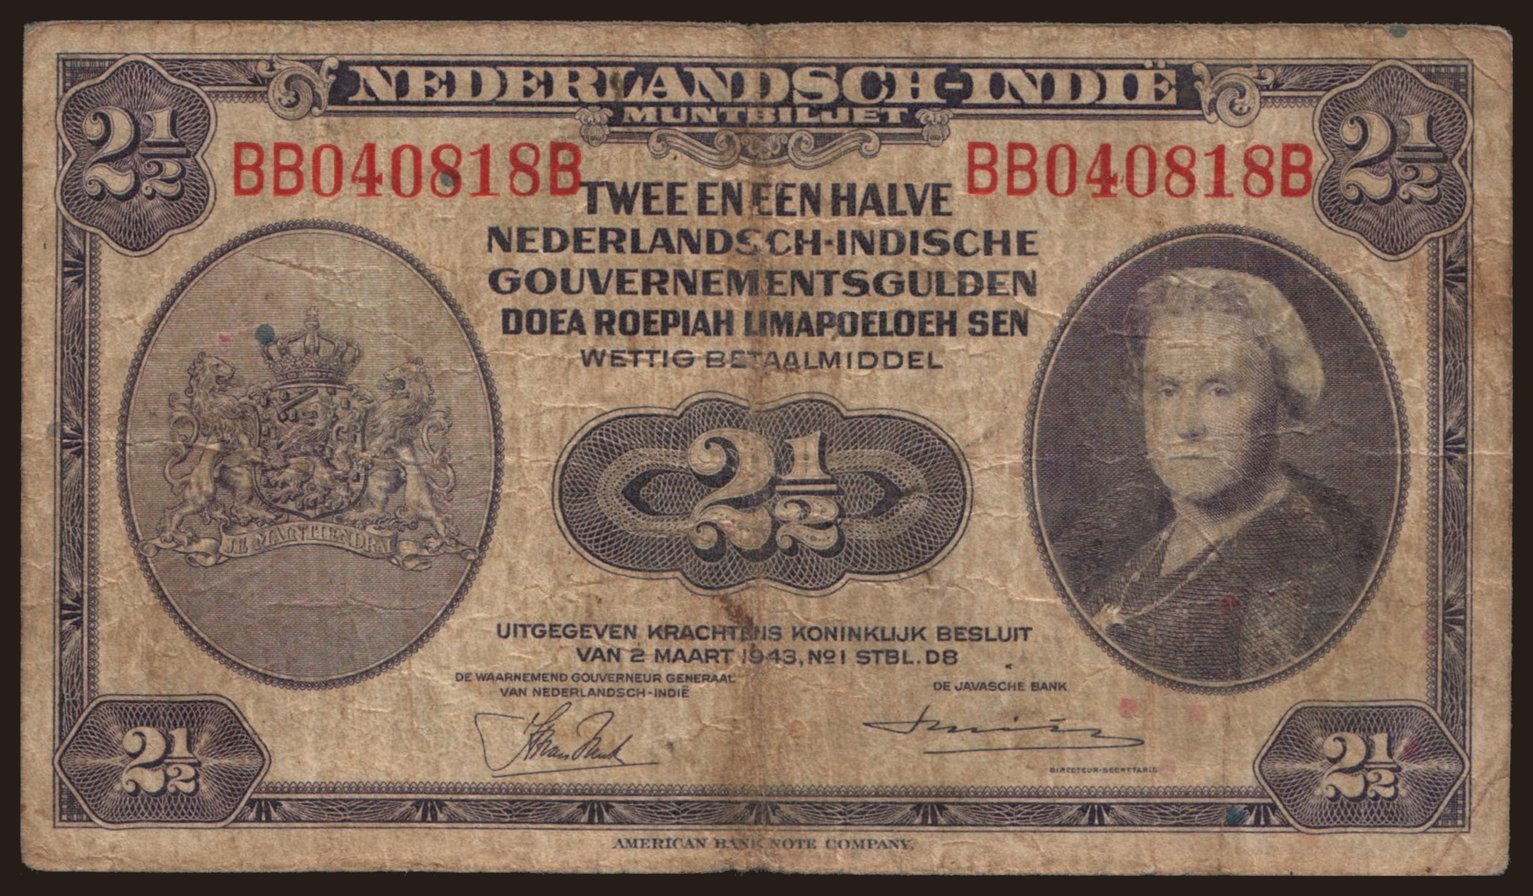 NEDERLANDSCH-INDIË
MUNTBILJET
2½ 2½
BB040818B BB040818B
TWEE EN EEN HALVE
NEDERLANDSCH-INDISCHE
GOUVERNEMENTSGULDEN
DOEA ROEPIAH LIMAPOELOEH SEN
WETTIG BETAALMIDDEL
2½
JE MAINTIENDRAI
UITGEGEVEN KRACHTENS KONINKLIJK BESLUIT
VAN 2 MAART 1943, No 1 STBL. D8
DE WAARNEMEND GOUVERNEUR GENERAAL
VAN NEDERLANDSCH-INDIË
DE JAVASCHE BANK
DIRECTEUR-SECRETARIS
2½ 2½
AMERICAN BANK NOTE COMPANY.